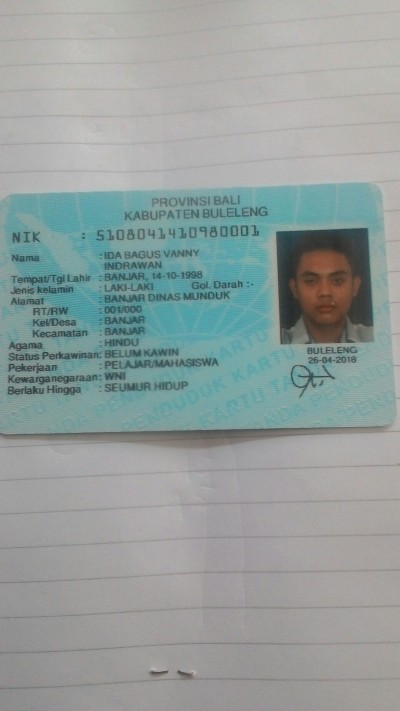 PROVINSI BALI
KABUPATEN BULELENG
NIK : 5108041410980001
Nama : IDA BAGUS VANNY
INDRAWAN
Tempat/Tgl Lahir : BANJAR, 14-10-1998
Jenis kelamin : LAKI-LAKI Gol. Darah :-
Alamat : BANJAR DINAS MUNDUK
RT/RW : 001/000
Kel/Desa : BANJAR
Kecamatan : BANJAR
Agama : HINDU
Status Perkawinan: BELUM KAWIN
Pekerjaan : PELAJAR/MAHASISWA
Kewarganegaraan: WNI
Berlaku Hingga : SEUMUR HIDUP
BULELENG
26-04-2018